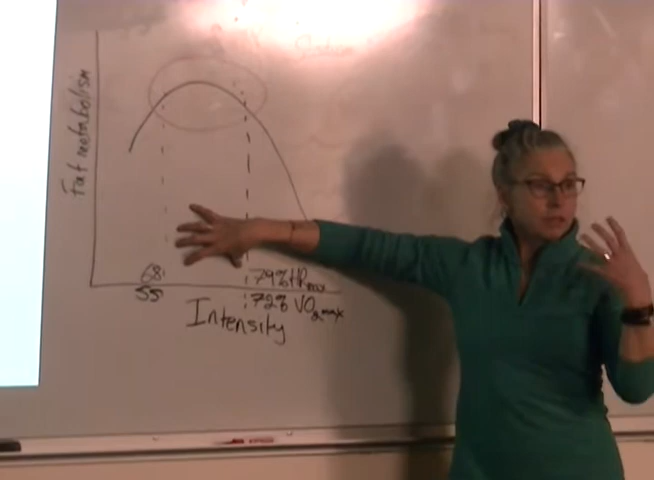 Fat metabolism
68
79% HRmax
55
72% VO2max
Intensity